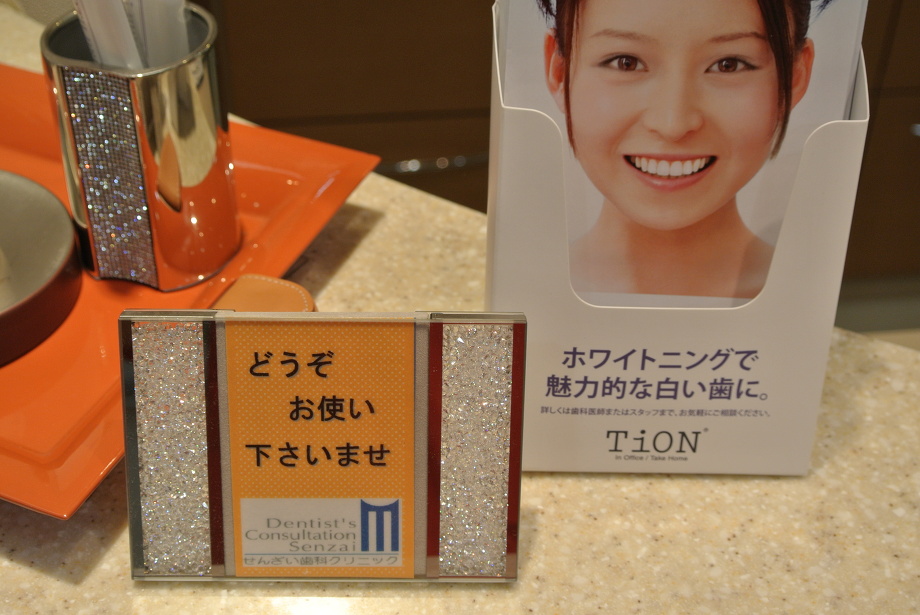 どうぞ
お使い
下さいませ
Dentist's
Consultation
Senzai
せんざい歯科クリニック
ホワイトニングで
魅力的な白い歯に。
詳しくは歯科医師またはスタッフまで、お気軽にご相談ください。
TiON
In Office / Take Home